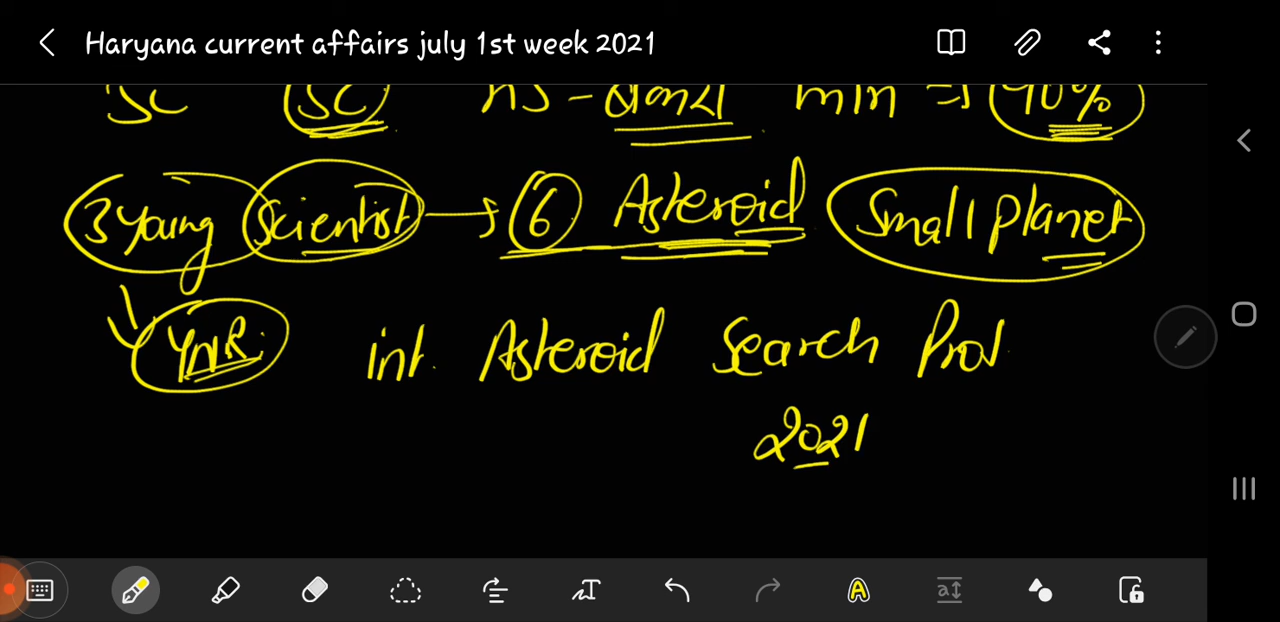 Haryana current affairs july 1st week 2021
SC SC min => 90%
3 young scientist → 6 Asteroid Small planet
YNR. int. Asteroid Search Prog.
2021